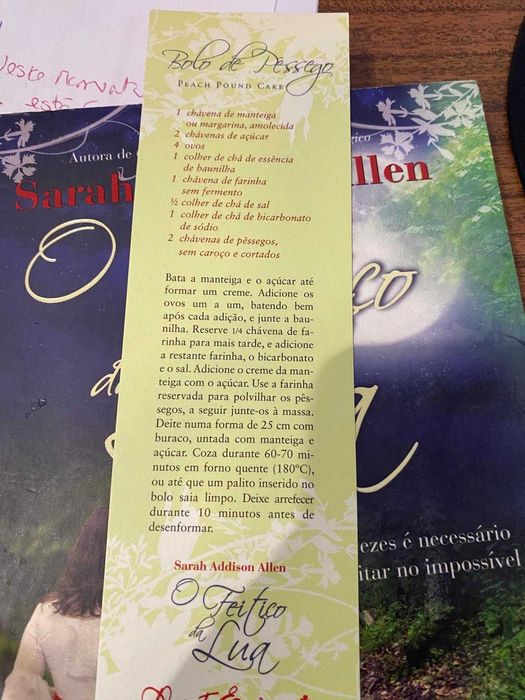 Neste
está
Autora de
Sarah
Allen
O
Bolo de Pessego
PEACH POUND CAKE
1 chávena de manteiga
ou margarina, amolecida
2 chávenas de açúcar
4 ovos
1 colher de chá de essência
de baunilha
1 chávena de farinha
sem fermento
½ colher de chá de sal
1 colher de chá de bicarbonato
de sódio
2 chávenas de pêssegos,
sem caroço e cortados
Bata a manteiga e o açúcar até
formar um creme. Adicione os
ovos um a um, batendo bem
após cada adição, e junte a bau-
nilha. Reserve 1/4 chávena de fa-
rinha para mais tarde, e adicione
a restante farinha, o bicarbonato
e o sal. Adicione o creme da man-
teiga com o açúcar. Use a farinha
reservada para polvilhar os pês-
segos, a seguir junte-os à massa.
Deite numa forma de 25 cm com
buraco, untada com manteiga e
açúcar. Coza durante 60-70 mi-
nutos em forno quente (180ºC),
ou até que um palito inserido no
bolo saia limpo. Deixe arrefecer
durante 10 minutos antes de
desenformar.
Sarah Addison Allen
O Feitiço
da
Lua
ezes é necessário
itar no impossível